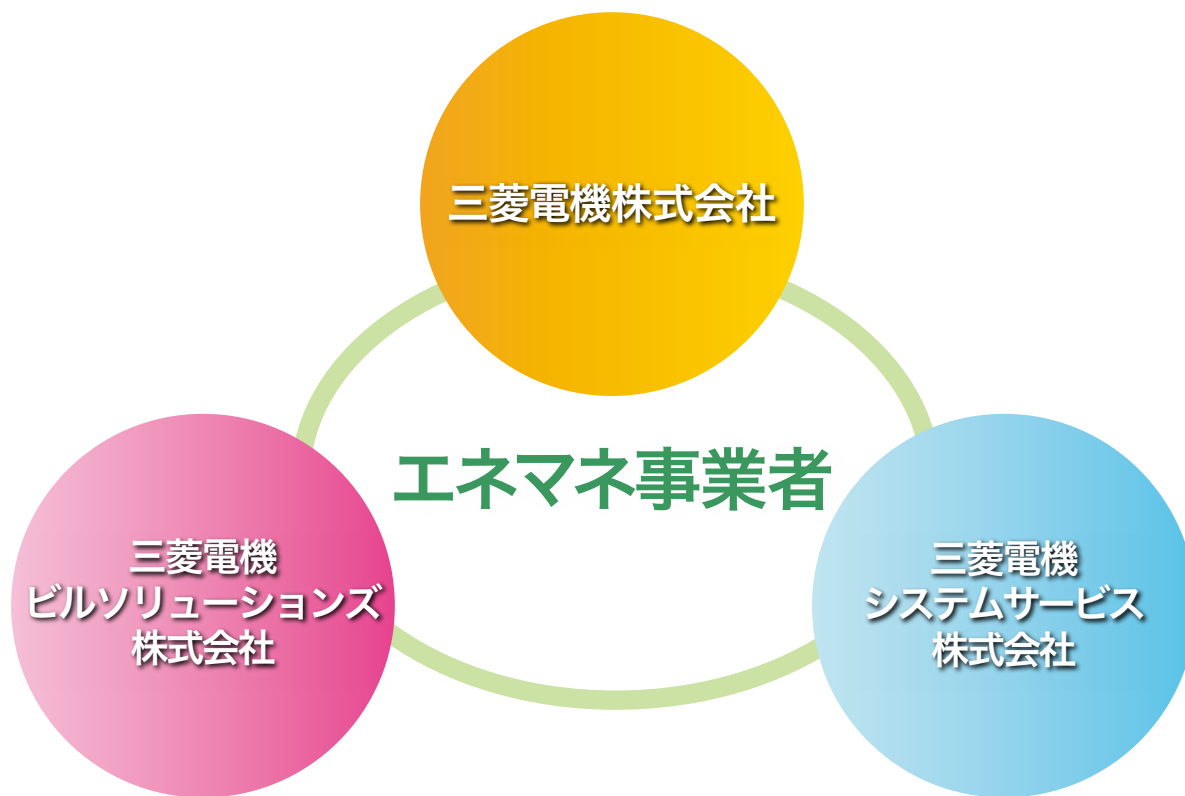 三菱電機株式会社
エネマネ事業者
三菱電機
ビルソリューションズ
株式会社
三菱電機
システムサービス
株式会社